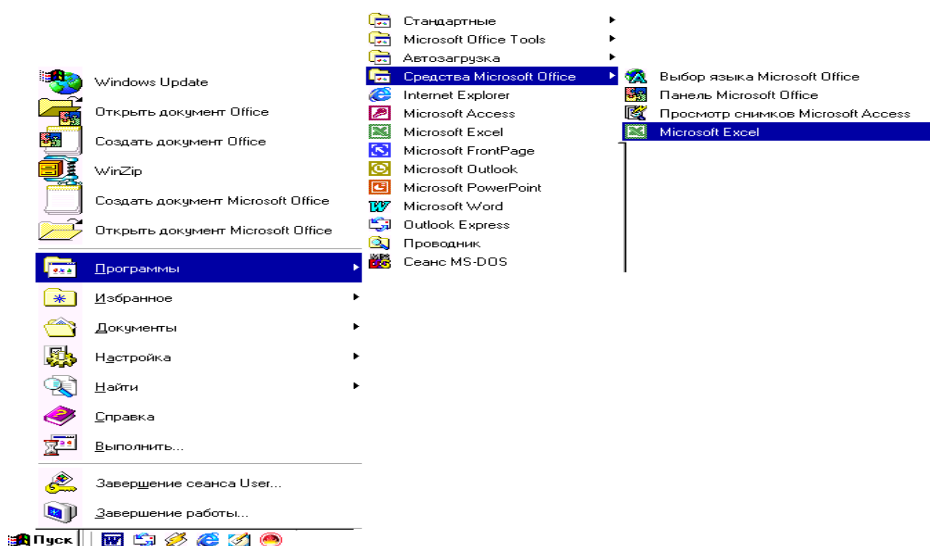 Windows Update
Открыть документ Office
Создать документ Office
WinZip
Создать документ Microsoft Office
Открыть документ Microsoft Office
Программы
Избранное
Документы
Настройка
Найти
Справка
Выполнить...
Завершение сеанса User...
Завершение работы...
Пуск
Стандартные
Microsoft Office Tools
Автозагрузка
Средства Microsoft Office
Internet Explorer
Microsoft Access
Microsoft Excel
Microsoft FrontPage
Microsoft Outlook
Microsoft PowerPoint
Microsoft Word
Outlook Express
Проводник
Сеанс MS-DOS
Выбор языка Microsoft Office
Панель Microsoft Office
Просмотр снимков Microsoft Access
Microsoft Excel